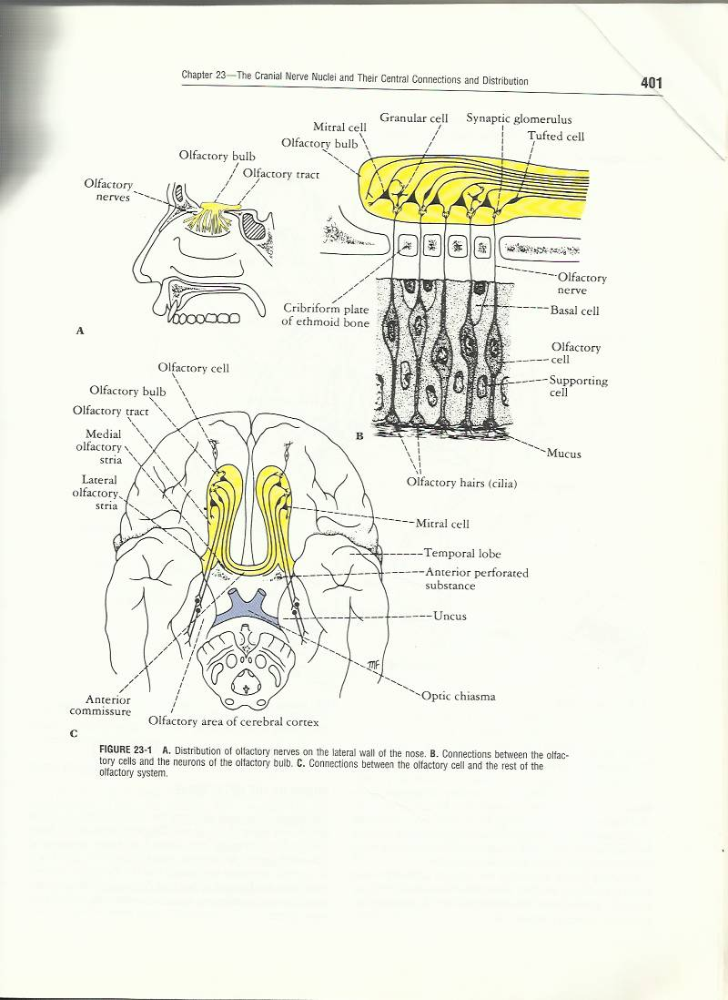 Chapter 23—The Cranial Nerve Nuclei and Their Central Connections and Distribution
401
Olfactory bulb
Olfactory tract
Olfactory
nerves
A
Mitral cell
Granular cell
Synaptic glomerulus
Olfactory bulb
Tufted cell
Cribriform plate
of ethmoid bone
Olfactory
nerve
Basal cell
Olfactory
cell
Supporting
cell
B
Mucus
Olfactory hairs (cilia)
Olfactory cell
Olfactory bulb
Olfactory tract
Medial
olfactory
stria
Lateral
olfactory
stria
Mitral cell
Temporal lobe
Anterior perforated
substance
Uncus
MF
Optic chiasma
Anterior
commissure
Olfactory area of cerebral cortex
C
FIGURE 23-1 A. Distribution of olfactory nerves on the lateral wall of the nose. B. Connections between the olfac-
tory cells and the neurons of the olfactory bulb. C. Connections between the olfactory cell and the rest of the
olfactory system.